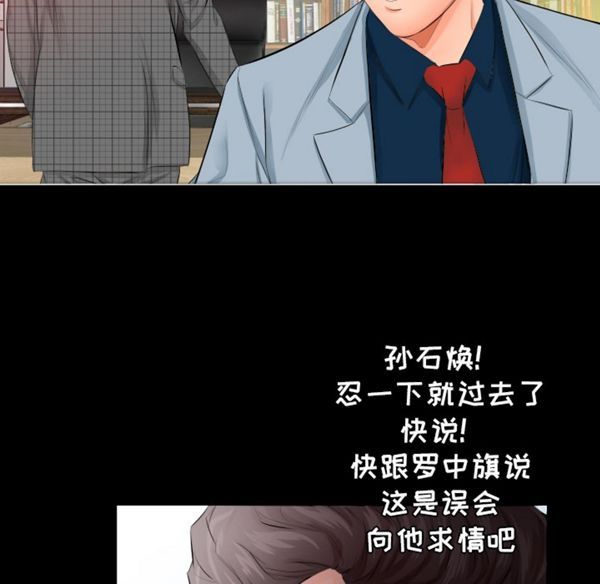 孙石焕!
忍一下就过去了
快说!
快跟罗中旗说
这是误会
向他求情吧